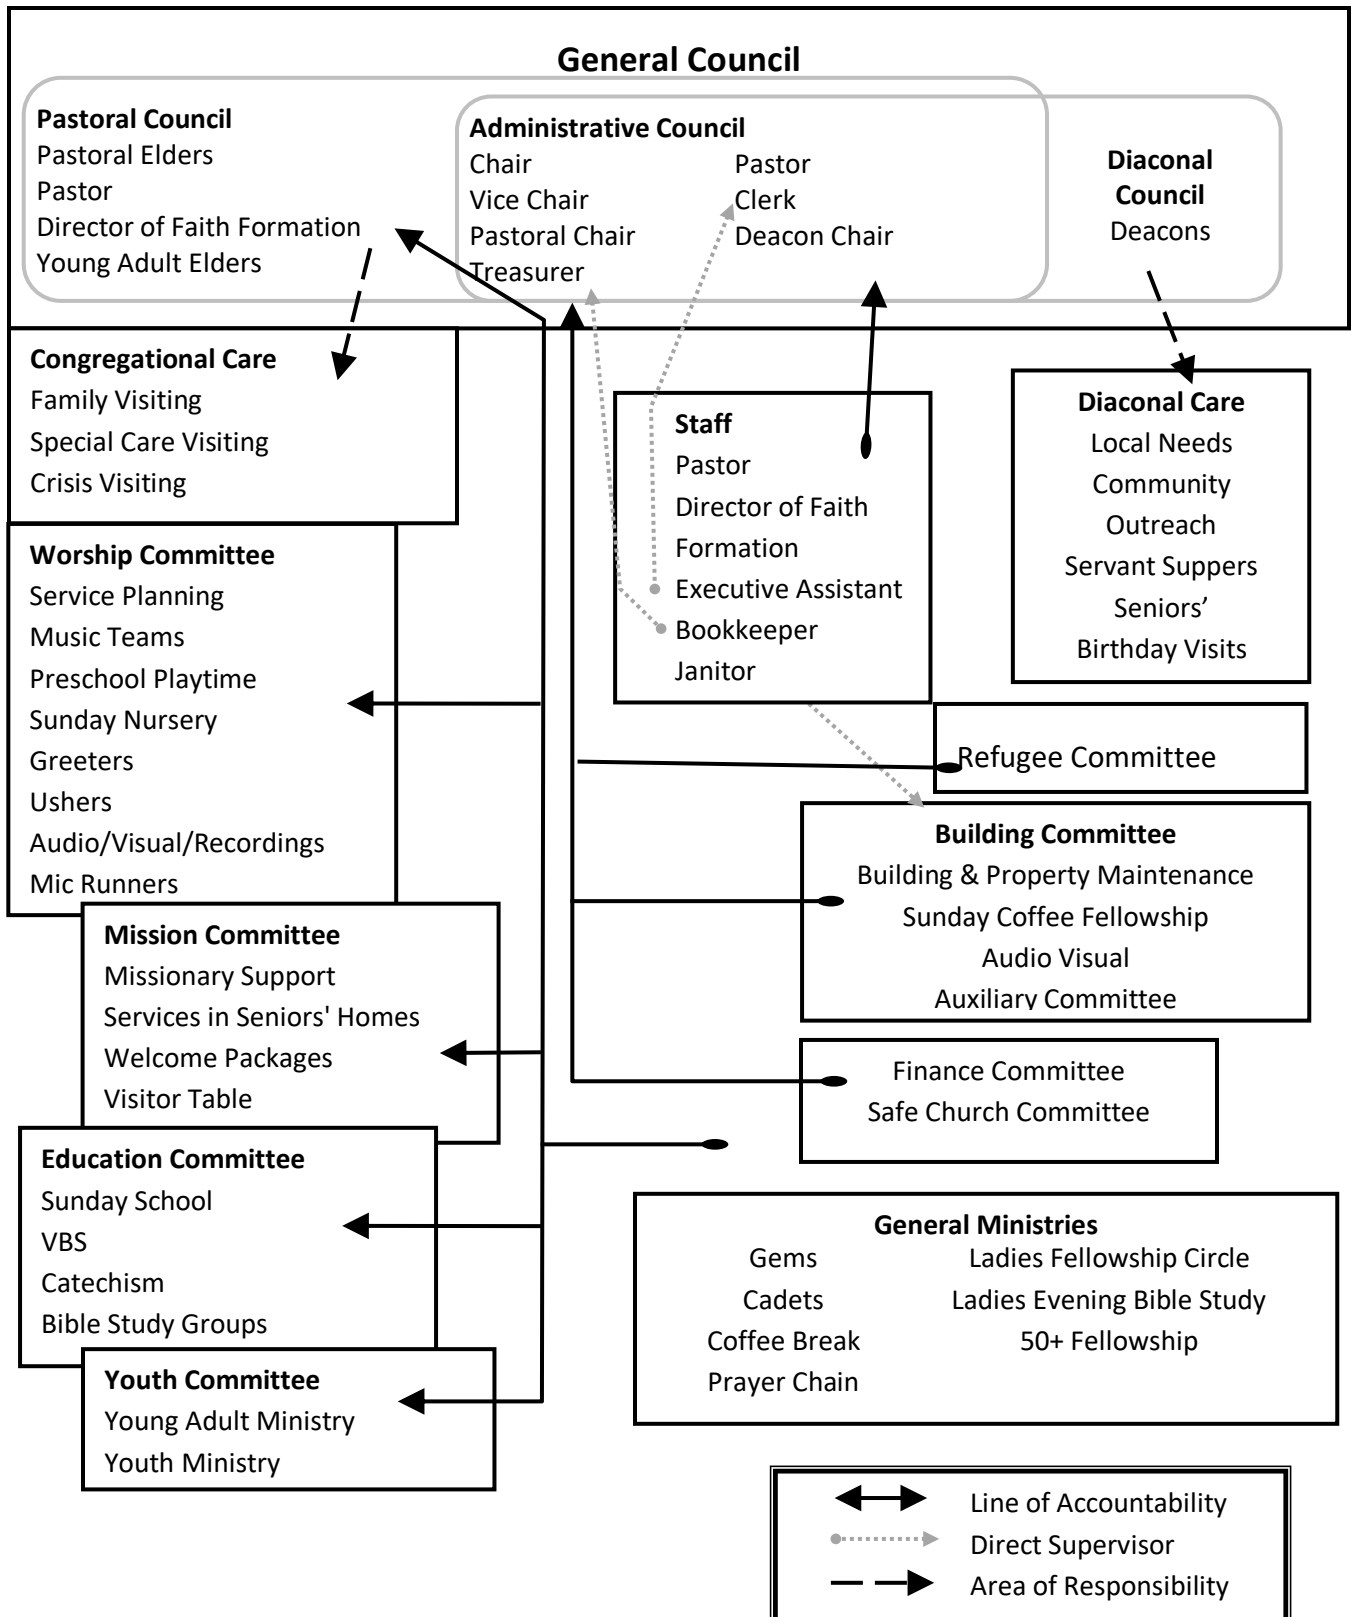 General Council
Pastoral Council
Pastoral Elders
Pastor
Director of Faith Formation
Young Adult Elders
Administrative Council
Chair
Vice Chair
Pastoral Chair
Treasurer
Pastor
Clerk
Deacon Chair
Diaconal
Council
Deacons
Congregational Care
Family Visiting
Special Care Visiting
Crisis Visiting
Staff
Pastor
Director of Faith
Formation
Executive Assistant
Bookkeeper
Janitor
Diaconal Care
Local Needs
Community
Outreach
Servant Suppers
Seniors’
Birthday Visits
Worship Committee
Service Planning
Music Teams
Preschool Playtime
Sunday Nursery
Greeters
Ushers
Audio/Visual/Recordings
Mic Runners
Refugee Committee
Building Committee
Building & Property Maintenance
Sunday Coffee Fellowship
Audio Visual
Auxiliary Committee
Mission Committee
Missionary Support
Services in Seniors' Homes
Welcome Packages
Visitor Table
Finance Committee
Safe Church Committee
Education Committee
Sunday School
VBS
Catechism
Bible Study Groups
General Ministries
Gems
Cadets
Coffee Break
Prayer Chain
Ladies Fellowship Circle
Ladies Evening Bible Study
50+ Fellowship
Youth Committee
Young Adult Ministry
Youth Ministry
Line of Accountability
Direct Supervisor
Area of Responsibility